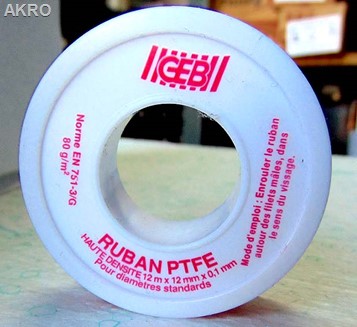 AKRO
GEB
Norme EN 751-3/G
80 g/m²
RUBAN PTFE
HAUTE DENSITE 12 m x 12 mm x 0.1 mm
Pour diamètres standards
Mode d'emploi : Enrouler le ruban
autour des filets mâles, dans
le sens du vissage.